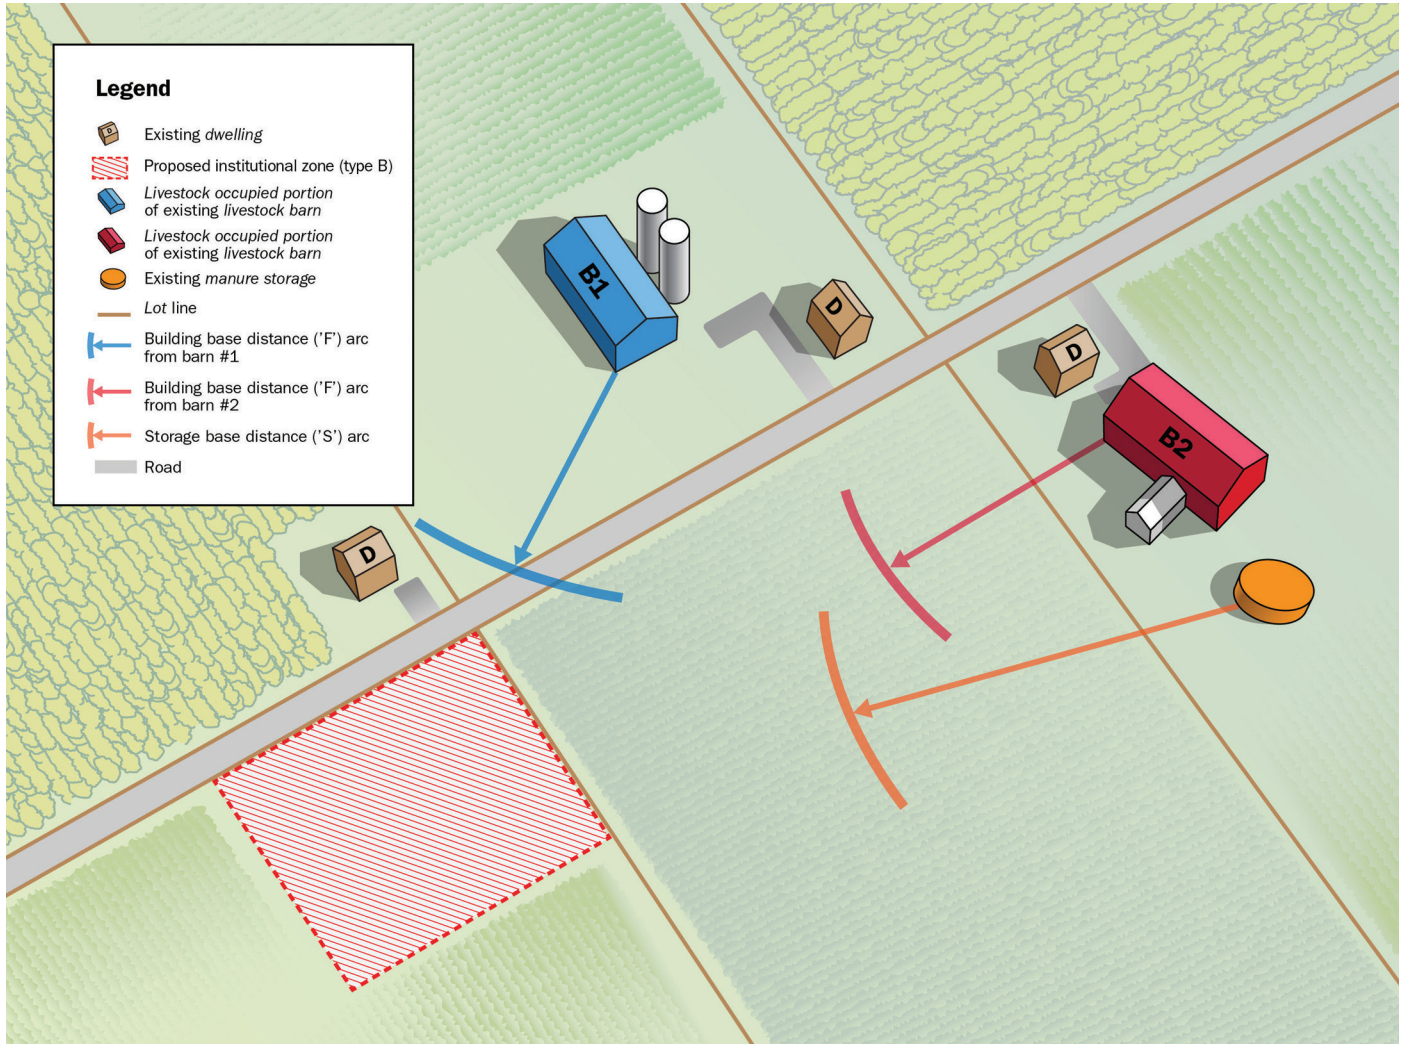 Legend
D
Existing dwelling
Proposed institutional zone (type B)
Livestock occupied portion
of existing livestock barn
Livestock occupied portion
of existing livestock barn
Existing manure storage
Lot line
Building base distance ('F') arc
from barn #1
Building base distance ('F') arc
from barn #2
Storage base distance ('S') arc
Road
B1
D
D
B2
D